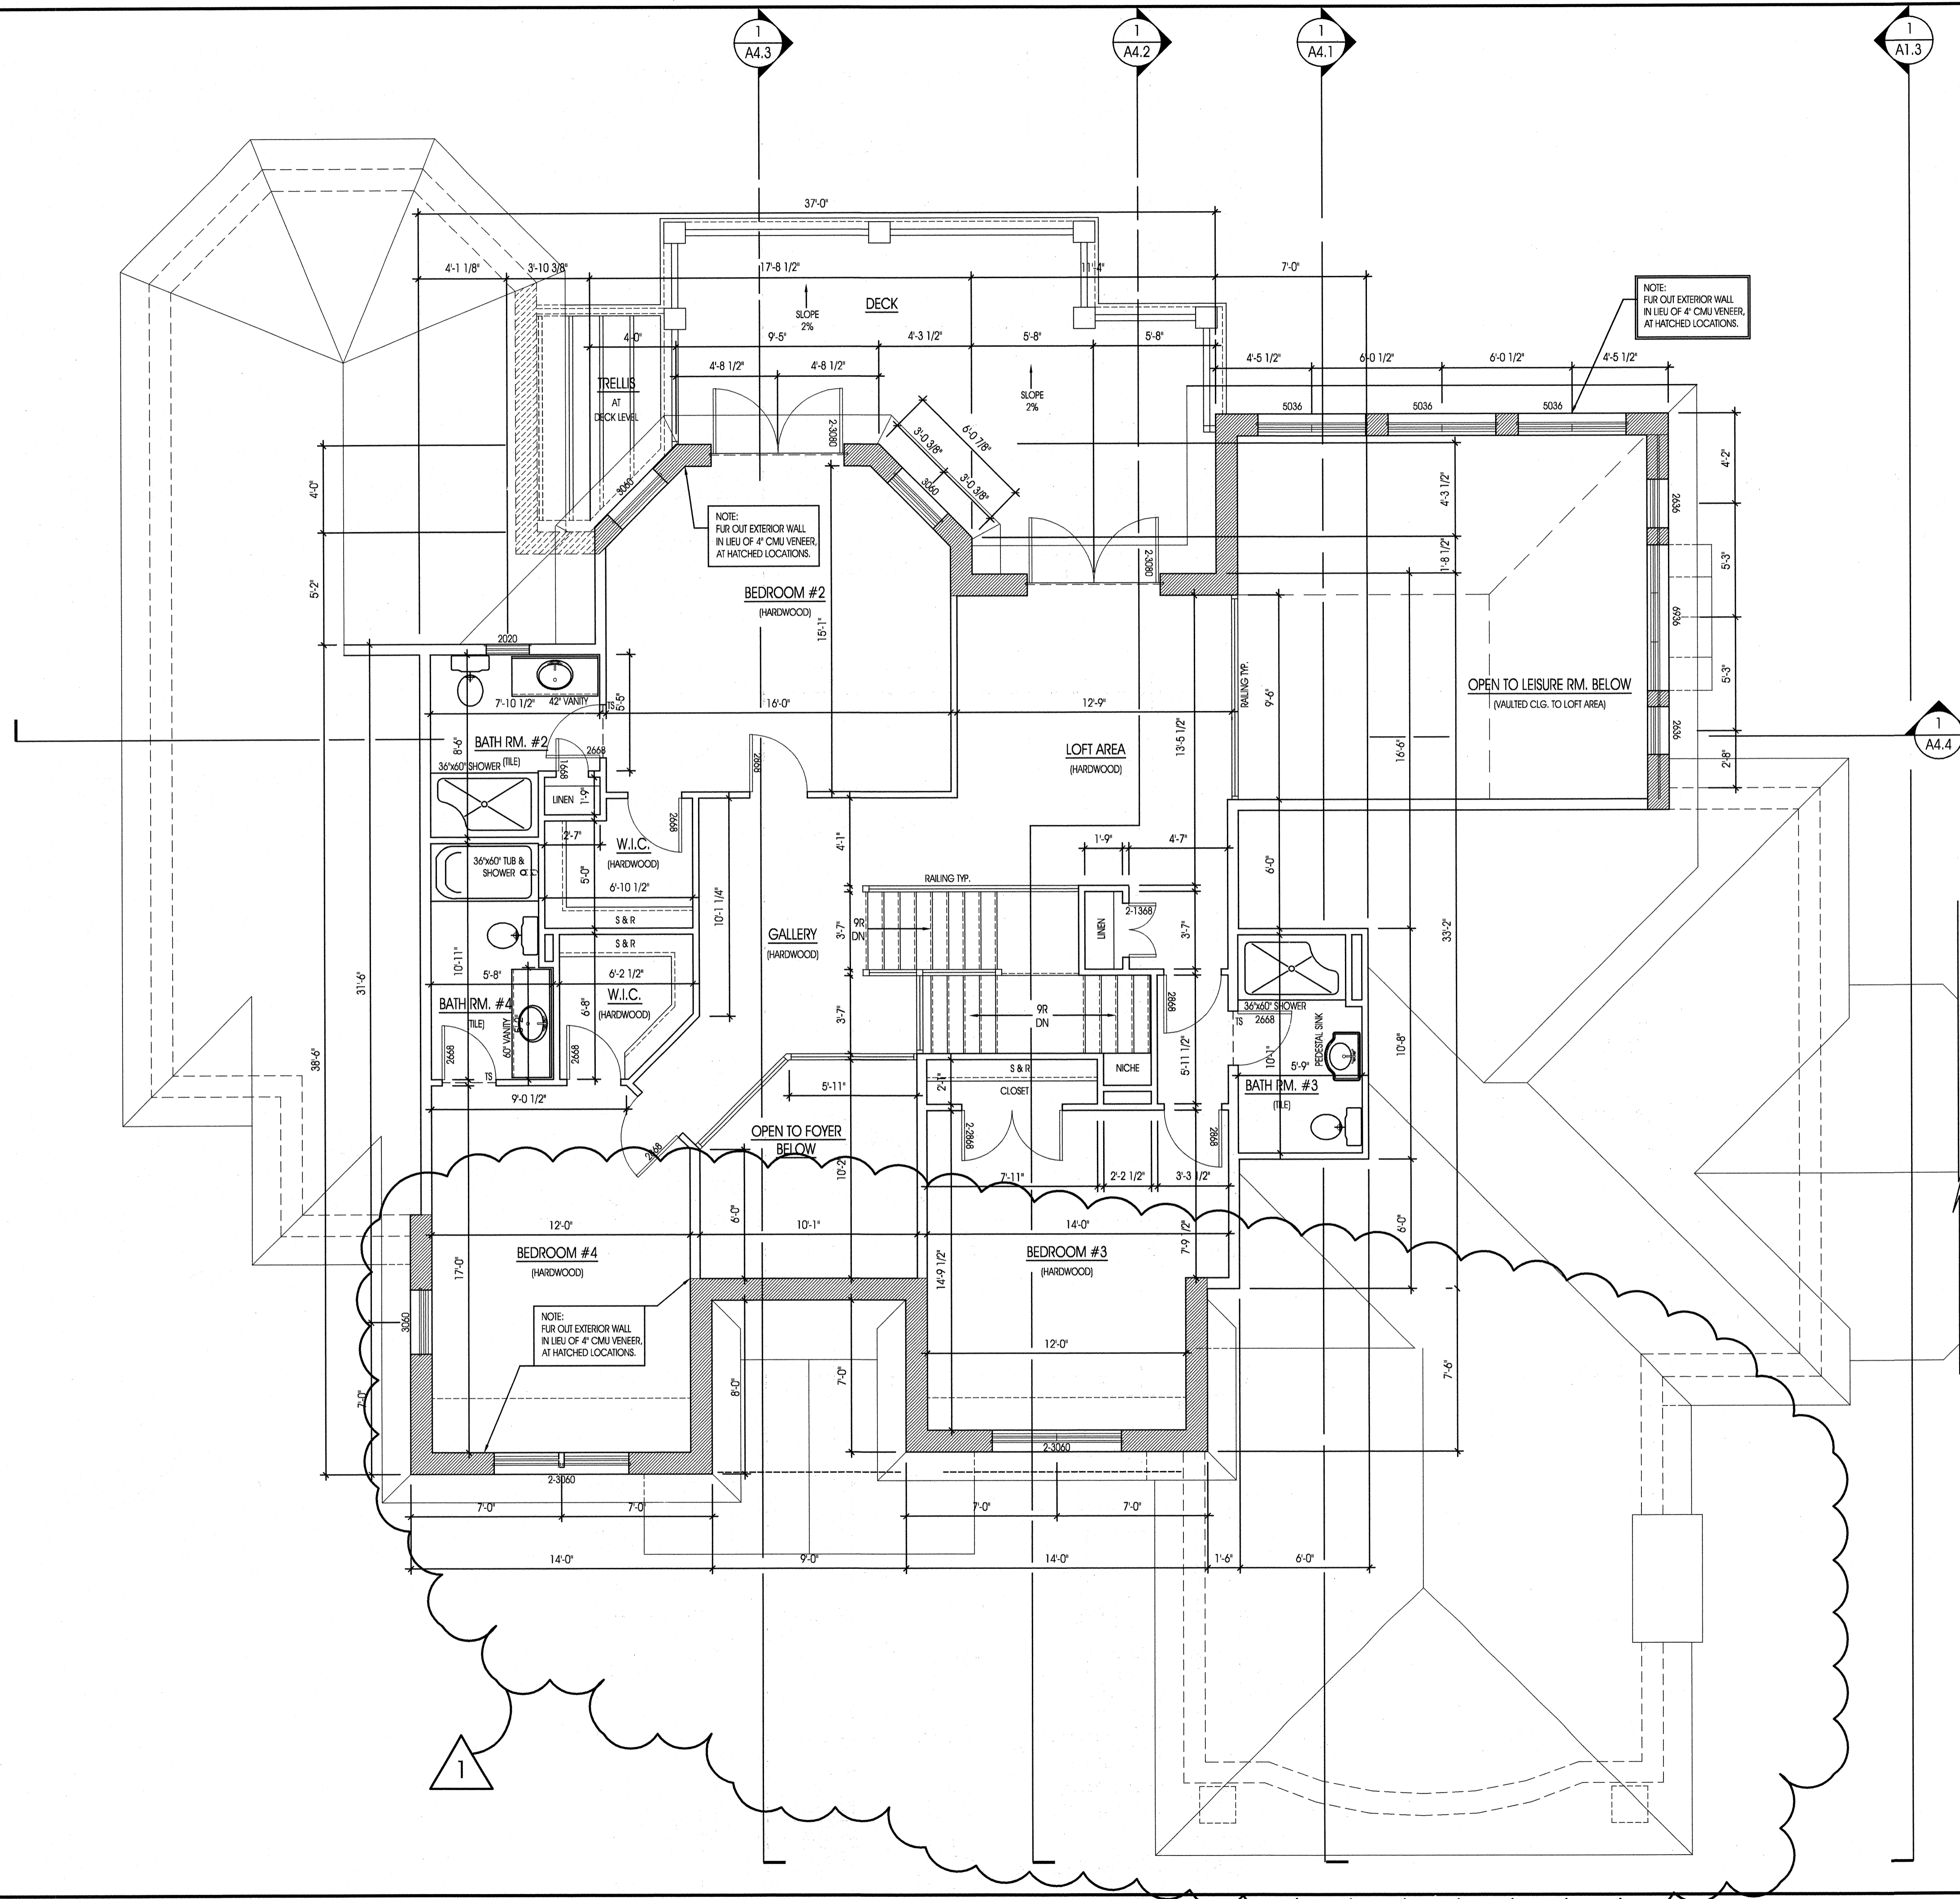 1
A4.3
1
A4.2
1
A4.1
1
A1.3
37'-0"
4'-1 1/8"
3'-10 3/8"
17'-8 1/2"
11'-4"
7'-0"
NOTE:
FUR OUT EXTERIOR WALL
IN LIEU OF 4" CMU VENEER,
AT HATCHED LOCATIONS.
DECK
SLOPE
2%
4'-0"
9'-5"
4'-3 1/2"
5'-8"
5'-8"
4'-8 1/2"
4'-8 1/2"
SLOPE
2%
4'-5 1/2"
6'-0 1/2"
6'-0 1/2"
4'-5 1/2"
TRELLIS
AT
DECK LEVEL
5036
5036
5036
2-3080
3'-0 3/8"
6'-0 7/8"
3'-0 3/8"
3060
3060
4'-0"
5'-2"
4'-3 1/2"
1'-8 1/2"
4'-2"
2636
5'-3"
6936
5'-3"
2636
2'-8"
NOTE:
FUR OUT EXTERIOR WALL
IN LIEU OF 4" CMU VENEER,
AT HATCHED LOCATIONS.
2-3080
BEDROOM #2
(HARDWOOD)
15'-1"
2020
7'-10 1/2"
42" VANITY
TS
5'-5"
16'-0"
12'-9"
RAILING TYP.
9'-6"
OPEN TO LEISURE RM. BELOW
(VAULTED CLG. TO LOFT AREA)
1
A4.4
BATH RM. #2
(TILE)
8'-6"
36"x60" SHOWER
2668
1668
LINEN
1'-9"
2868
LOFT AREA
(HARDWOOD)
13'-5 1/2"
16'-6"
2'-7"
2668
W.I.C.
(HARDWOOD)
36"x60" TUB &
SHOWER
5'-0"
6'-10 1/2"
S & R
10'-1 1/4"
4'-1"
1'-9"
4'-7"
6'-0"
RAILING TYP.
9R
DN
3'-7"
GALLERY
(HARDWOOD)
LINEN
2-1368
3'-7"
33'-2"
S & R
6'-2 1/2"
W.I.C.
(HARDWOOD)
6'-8"
10'-11"
5'-8"
BATH RM. #4
(TILE)
60" VANITY
5'-2"
2668
2668
TS
31'-6"
38'-6"
3'-7"
9R
DN
2868
36"x60" SHOWER
TS
2668
PEDESTAL SINK
10'-1"
5'-9"
BATH RM. #3
(TILE)
10'-8"
5'-11 1/2"
9'-0 1/2"
5'-11"
2'-1"
S & R
CLOSET
NICHE
2-2868
2868
2868
OPEN TO FOYER
BELOW
10'-2"
7'-11"
2'-2 1/2"
3'-3 1/2"
12'-0"
6'-0"
10'-1"
14'-0"
7'-9 1/2"
6'-0"
BEDROOM #4
(HARDWOOD)
17'-0"
BEDROOM #3
(HARDWOOD)
14'-9 1/2"
3060
NOTE:
FUR OUT EXTERIOR WALL
IN LIEU OF 4" CMU VENEER,
AT HATCHED LOCATIONS.
12'-0"
7'-0"
8'-0"
7'-0"
7'-6"
2-3060
2-3060
7'-0"
7'-0"
7'-0"
7'-0"
14'-0"
9'-0"
14'-0"
1'-6"
6'-0"
1